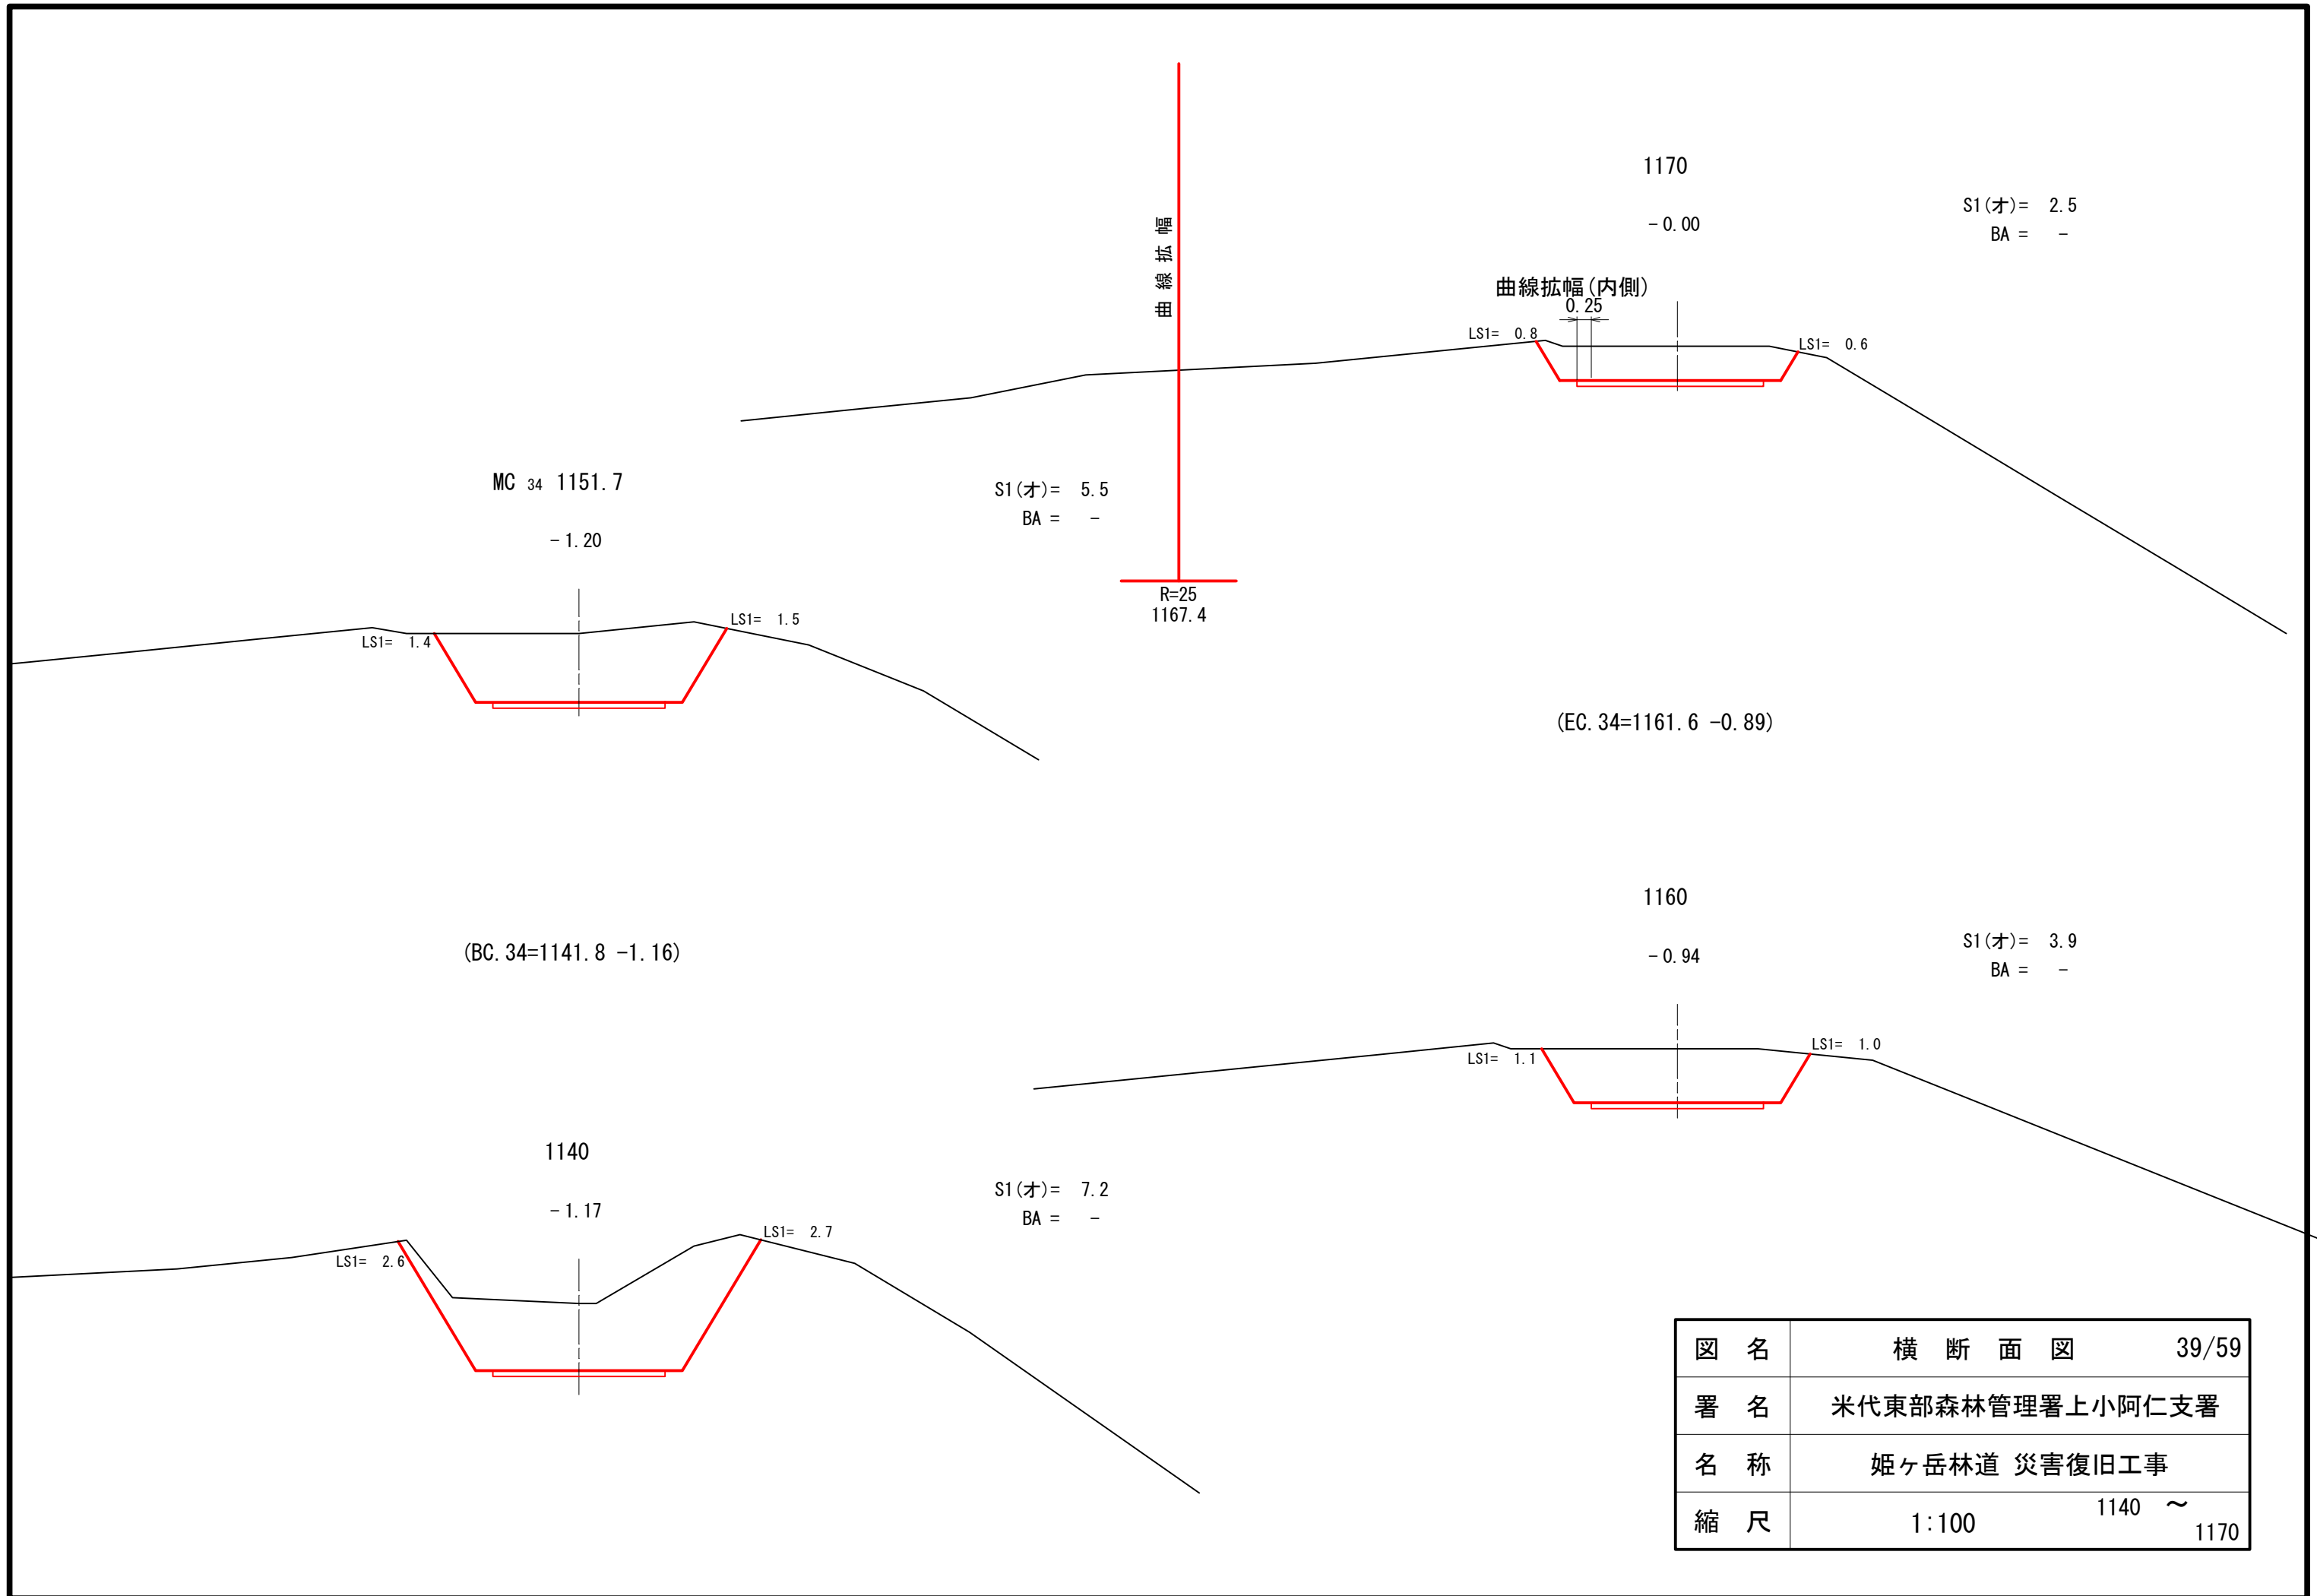 1170
-0.00
S1(オ)= 2.5
BA = -
曲線拡幅(内側)
0.25
LS1= 0.8
LS1= 0.6
曲線拡幅
R=25
1167.4
MC 34 1151.7
-1.20
S1(オ)= 5.5
BA = -
LS1= 1.4
LS1= 1.5
(EC.34=1161.6 -0.89)
(BC.34=1141.8 -1.16)
1160
-0.94
S1(オ)= 3.9
BA = -
LS1= 1.1
LS1= 1.0
1140
-1.17
S1(オ)= 7.2
BA = -
LS1= 2.6
LS1= 2.7
図名 横断面図 39/59
署名 米代東部森林管理署上小阿仁支署
名称 姫ヶ岳林道 災害復旧工事
縮尺 1:100 1140 ～ 1170